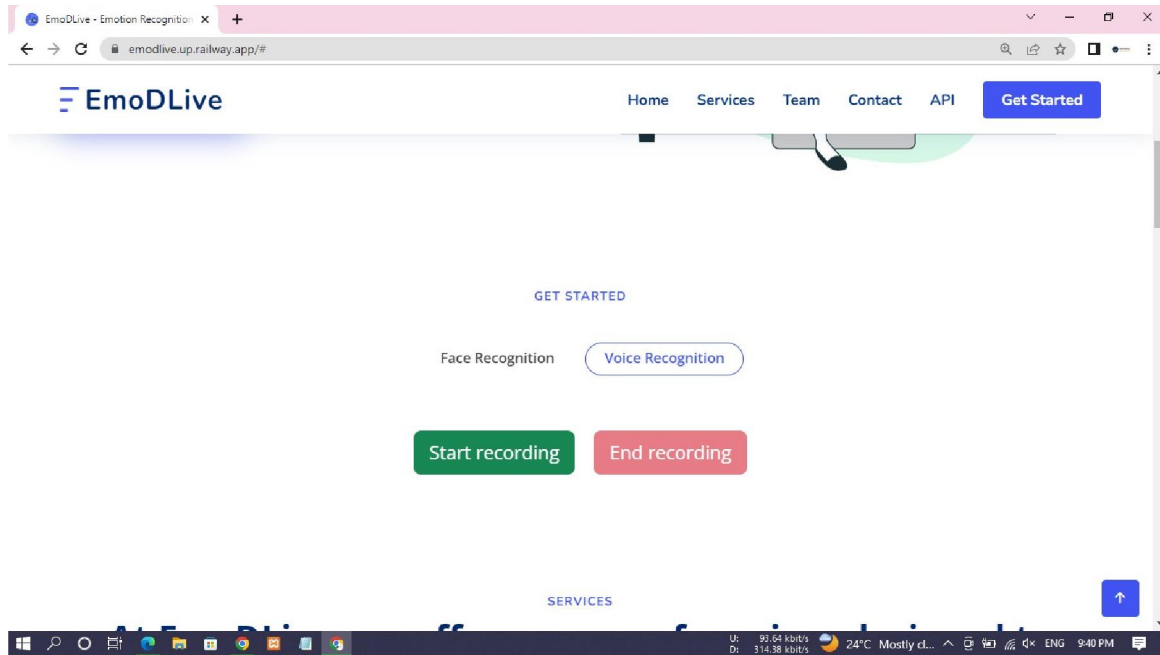 EmoDLive - Emotion Recognition
emodlive.up.railway.app/#
EmoDLive
Home Services Team Contact API Get Started
GET STARTED
Face Recognition Voice Recognition
Start recording End recording
SERVICES
U: 93.64 kbit/s
D: 314.38 kbit/s
24°C Mostly cl... ENG 9:40 PM